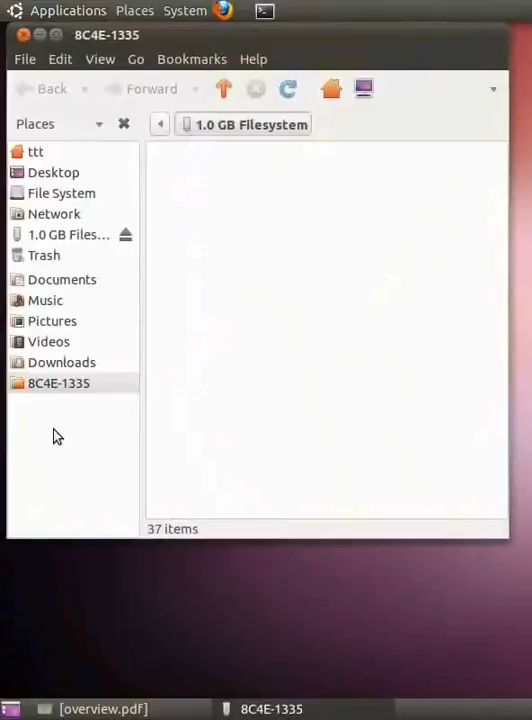 Applications Places System
8C4E-1335
File Edit View Go Bookmarks Help
Back Forward
Places 1.0 GB Filesystem
ttt
Desktop
File System
Network
1.0 GB Files...
Trash
Documents
Music
Pictures
Videos
Downloads
8C4E-1335
37 items
[overview.pdf] 8C4E-1335